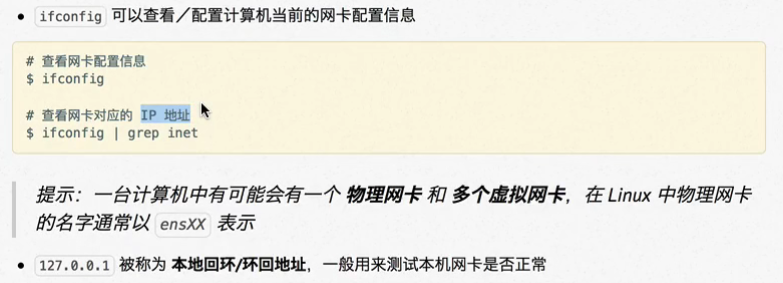 • ifconfig 可以查看／配置计算机当前的网卡配置信息
# 查看网卡配置信息
$ ifconfig
# 查看网卡对应的 IP 地址
$ ifconfig | grep inet
提示：一台计算机中有可能会有一个 物理网卡 和 多个虚拟网卡，在 Linux 中物理网卡
的名字通常以 ensXX 表示
• 127.0.0.1 被称为 本地回环/环回地址，一般用来测试本机网卡是否正常